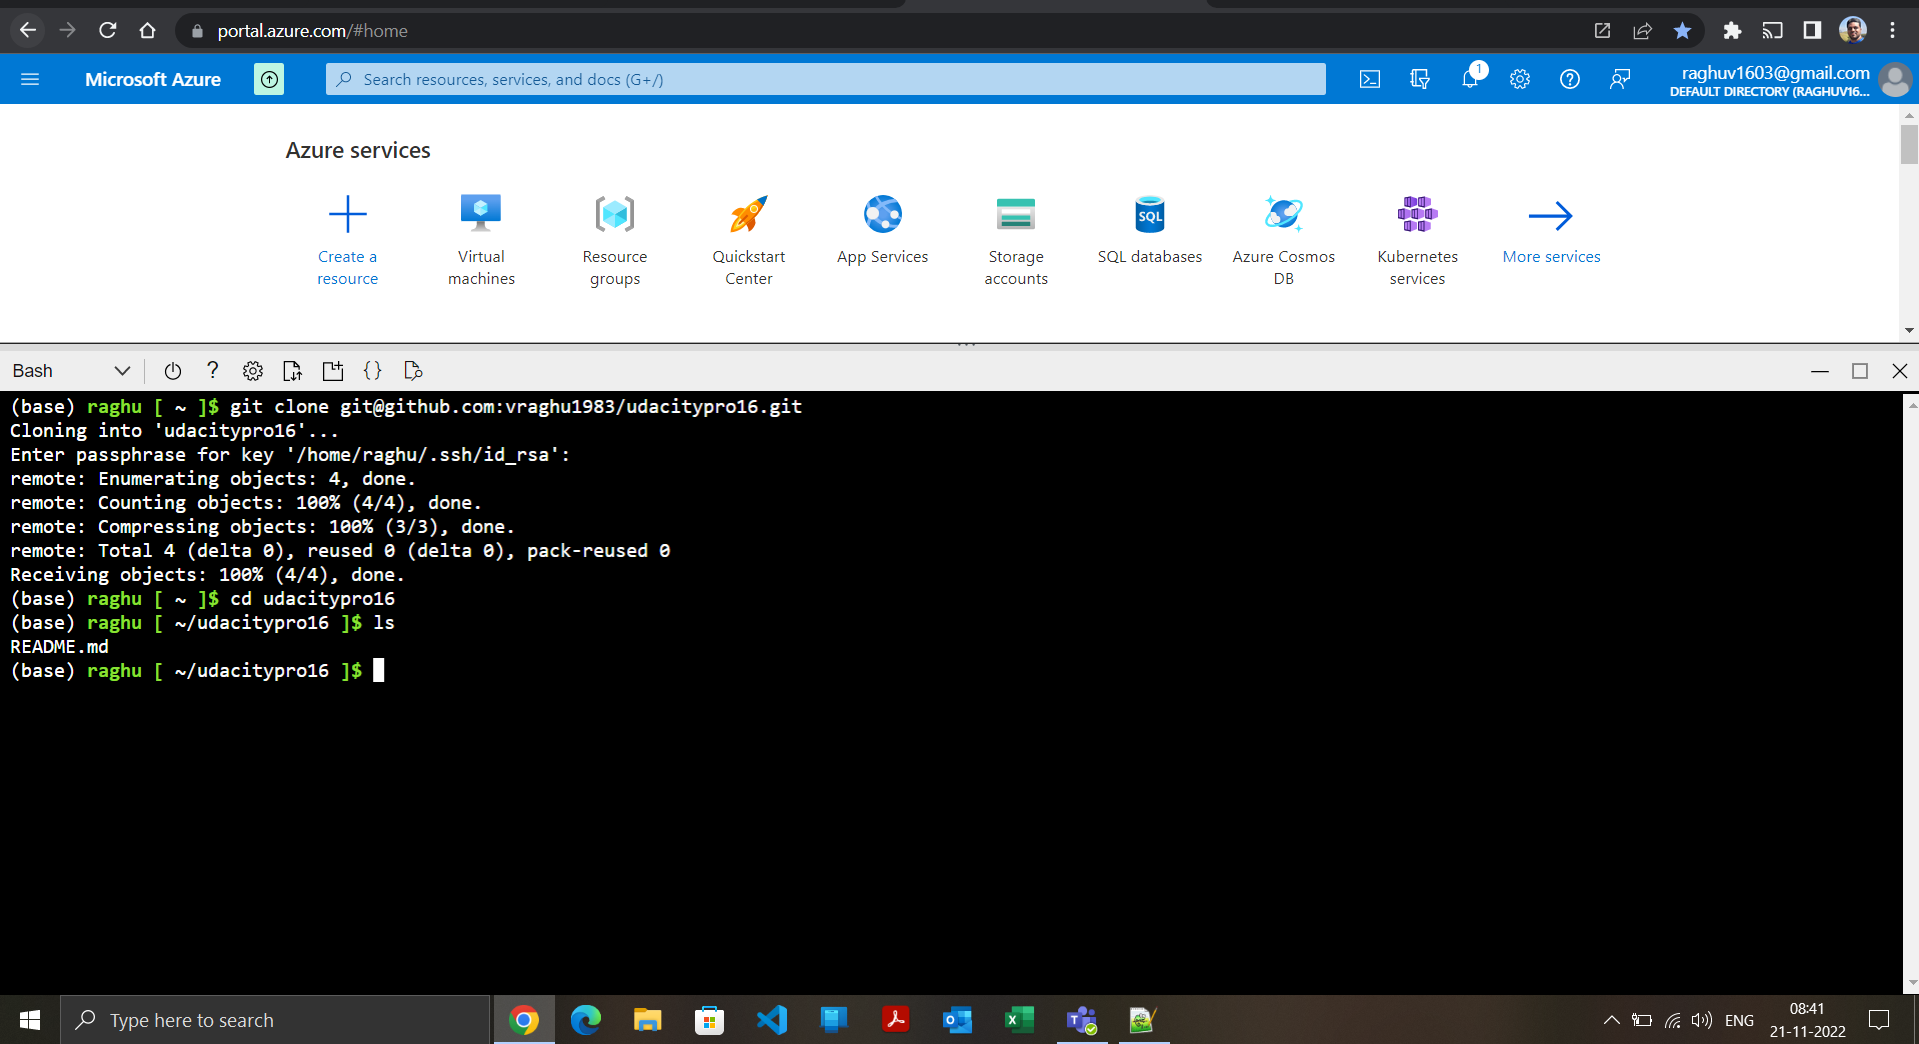 portal.azure.com/#home
Microsoft Azure
Search resources, services, and docs (G+/)
1
raghuv1603@gmail.com
DEFAULT DIRECTORY (RAGHUV16...
Azure services
Create a resource
Virtual machines
Resource groups
Quickstart Center
App Services
Storage accounts
SQL
SQL databases
Azure Cosmos DB
Kubernetes services
More services
Bash
(base) raghu [ ~ ]$ git clone git@github.com:vraghu1983/udacitypro16.git
Cloning into 'udacitypro16'...
Enter passphrase for key '/home/raghu/.ssh/id_rsa':
remote: Enumerating objects: 4, done.
remote: Counting objects: 100% (4/4), done.
remote: Compressing objects: 100% (3/3), done.
remote: Total 4 (delta 0), reused 0 (delta 0), pack-reused 0
Receiving objects: 100% (4/4), done.
(base) raghu [ ~ ]$ cd udacitypro16
(base) raghu [ ~/udacitypro16 ]$ ls
README.md
(base) raghu [ ~/udacitypro16 ]$
Type here to search
ENG
08:41
21-11-2022